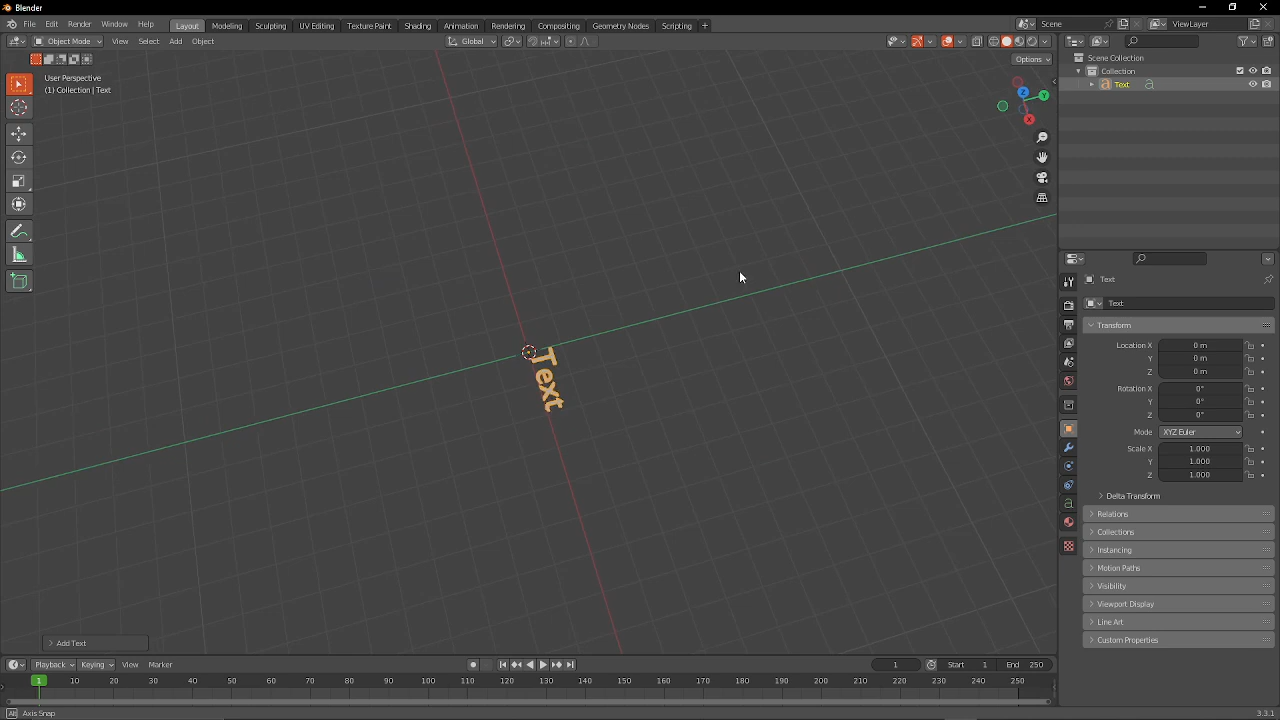 Blender
File Edit Render Window Help Layout Modeling Sculpting UV Editing Texture Paint Shading Animation Rendering Compositing Geometry Nodes Scripting + Scene ViewLayer
Object Mode View Select Add Object Global
Options
User Perspective
(1) Collection | Text
Z
Y
X
Text
Add Text
Scene Collection
Collection
Text
Text
Text
Transform
Location X 0 m
Y 0 m
Z 0 m
Rotation X 0°
Y 0°
Z 0°
Mode XYZ Euler
Scale X 1.000
Y 1.000
Z 1.000
Delta Transform
Relations
Collections
Instancing
Motion Paths
Visibility
Viewport Display
Line Art
Custom Properties
Playback Keying View Marker 1 Start 1 End 250
1 10 20 30 40 50 60 70 80 90 100 110 120 130 140 150 160 170 180 190 200 210 220 230 240 250
Alt Axis Snap 3.3.1